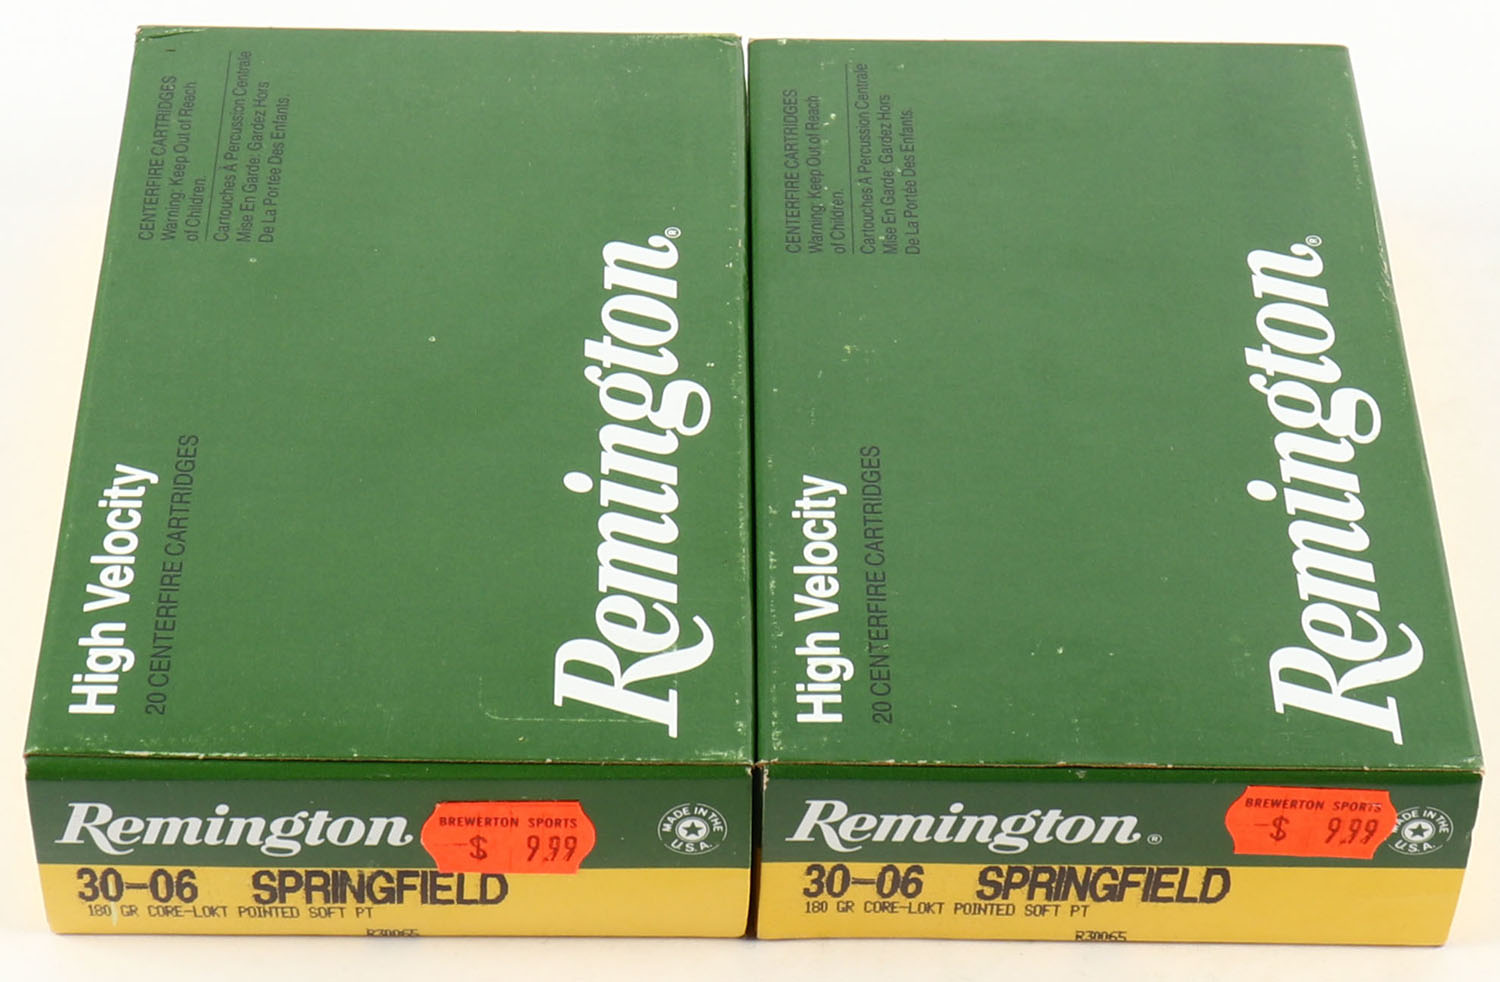 CENTERFIRE CARTRIDGES
Warning: Keep Out of Reach
of Children.
Cartouches À Percussion Centrale
Mise En Garde: Gardez Hors
De La Portée Des Enfants.
High Velocity
20 CENTERFIRE CARTRIDGES
Remington®
Remington
BREWERTON SPORTS
$ 9.99
MADE IN THE
U.S.A.
30-06 SPRINGFIELD
180 GR CORE-LOKT POINTED SOFT PT
R30065
CENTERFIRE CARTRIDGES
Warning: Keep Out of Reach
of Children.
Cartouches À Percussion Centrale
Mise En Garde: Gardez Hors
De La Portée Des Enfants.
High Velocity
20 CENTERFIRE CARTRIDGES
Remington®
Remington®
BREWERTON SPORTS
$ 9.99
MADE IN THE
U.S.A.
30-06 SPRINGFIELD
180 GR CORE-LOKT POINTED SOFT PT
R30065